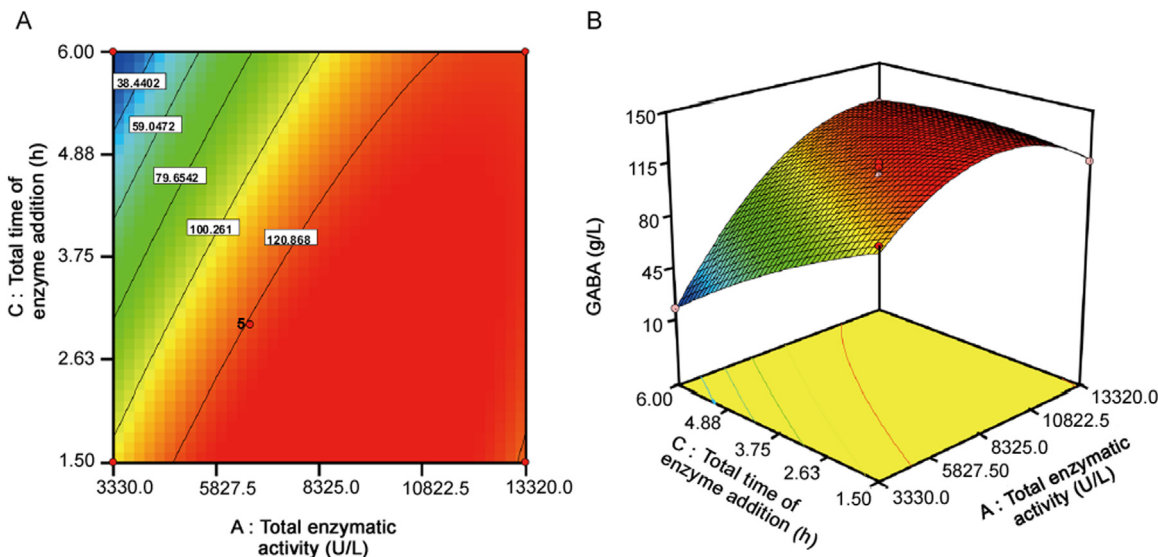 A
6.00
4.88
3.75
2.63
1.50
C : Total time of
enzyme addition (h)
38.4402
59.0472
79.6542
100.261
120.868
5
3330.0
5827.5
8325.0
10822.5
13320.0
A : Total enzymatic
activity (U/L)
B
150
115
80
45
10
GABA (g/L)
6.00
4.88
3.75
2.63
1.50
C : Total time of
enzyme addition (h)
3330.0
5827.50
8325.0
10822.5
13320.0
A : Total enzymatic
activity (U/L)